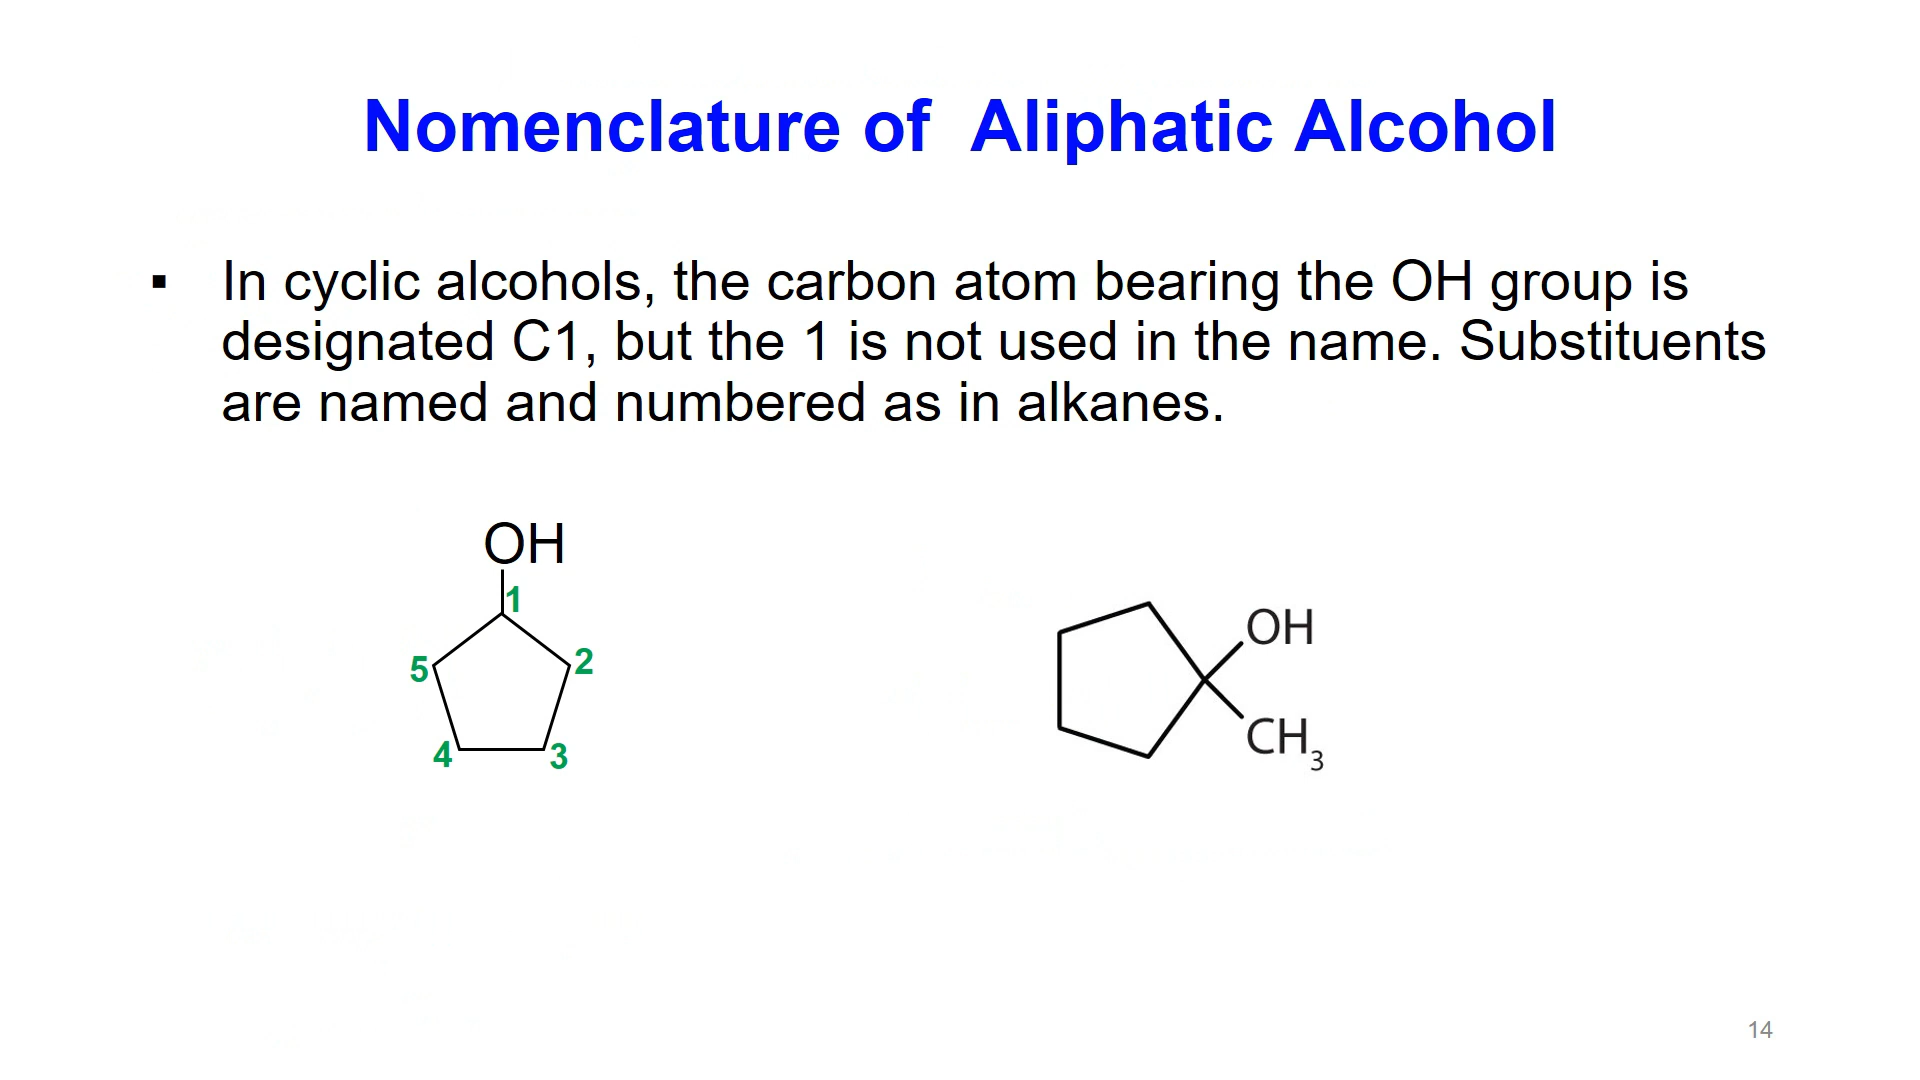 Nomenclature of Aliphatic Alcohol
▪ In cyclic alcohols, the carbon atom bearing the OH group is
designated C1, but the 1 is not used in the name. Substituents
are named and numbered as in alkanes.
OH
1
5 2
4 3
OH
CH3
14